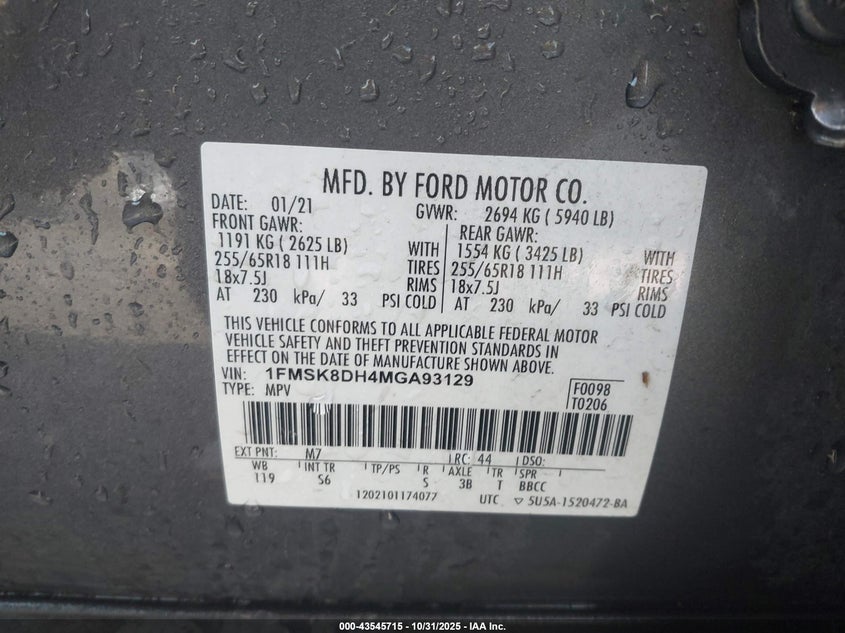 MFD. BY FORD MOTOR CO.
DATE: 01/21 GVWR: 2694 KG ( 5940 LB)
FRONT GAWR: REAR GAWR:
1191 KG ( 2625 LB) WITH 1554 KG ( 3425 LB) WITH
255/65R18 111H TIRES 255/65R18 111H TIRES
18x7.5J RIMS 18x7.5J RIMS
AT 230 kPa/ 33 PSI COLD AT 230 kPa/ 33 PSI COLD
THIS VEHICLE CONFORMS TO ALL APPLICABLE FEDERAL MOTOR
VEHICLE SAFETY AND THEFT PREVENTION STANDARDS IN
EFFECT ON THE DATE OF MANUFACTURE SHOWN ABOVE.
VIN: 1FMSK8DH4MGA93129
TYPE: MPV F0098
T0206
EXT PNT: M7 RC: 44 DSO:
WB INT TR TP/PS R AXLE TR SPR
119 S6 S 3B T BBCC
1202101174077 UTC ▽ 5U5A-1520472-BA
000-43545715 - 10/31/2025 - IAA Inc.